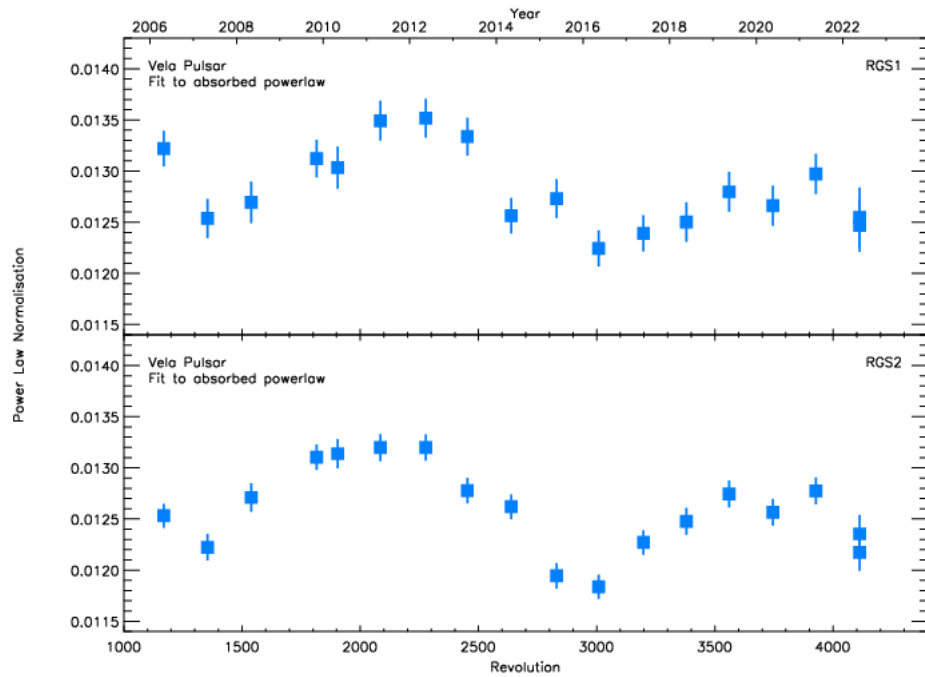 Year
2006 2008 2010 2012 2014 2016 2018 2020 2022
Vela Pulsar
Fit to absorbed powerlaw
RGS1
0.0140
0.0135
0.0130
0.0125
0.0120
0.0115
Power Law Normalisation
Vela Pulsar
Fit to absorbed powerlaw
RGS2
0.0140
0.0135
0.0130
0.0125
0.0120
0.0115
1000 1500 2000 2500 3000 3500 4000
Revolution